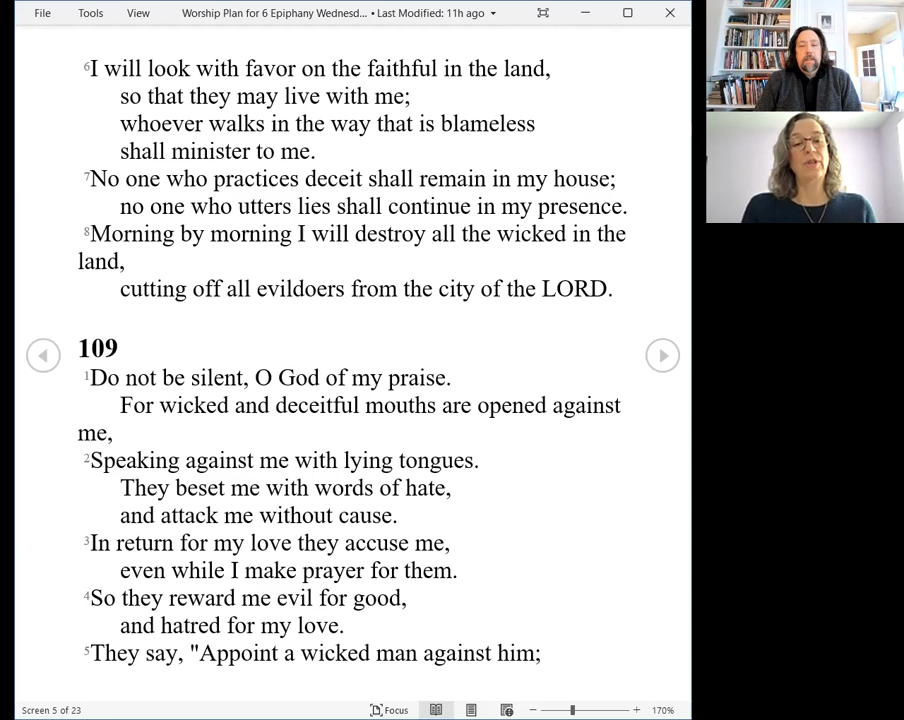 File Tools View Worship Plan for 6 Epiphany Wednesd... • Last Modified: 11h ago
6I will look with favor on the faithful in the land,
so that they may live with me;
whoever walks in the way that is blameless
shall minister to me.
7No one who practices deceit shall remain in my house;
no one who utters lies shall continue in my presence.
8Morning by morning I will destroy all the wicked in the
land,
cutting off all evildoers from the city of the LORD.
109
1Do not be silent, O God of my praise.
For wicked and deceitful mouths are opened against
me,
2Speaking against me with lying tongues.
They beset me with words of hate,
and attack me without cause.
3In return for my love they accuse me,
even while I make prayer for them.
4So they reward me evil for good,
and hatred for my love.
5They say, "Appoint a wicked man against him;
Screen 5 of 23 Focus 170%